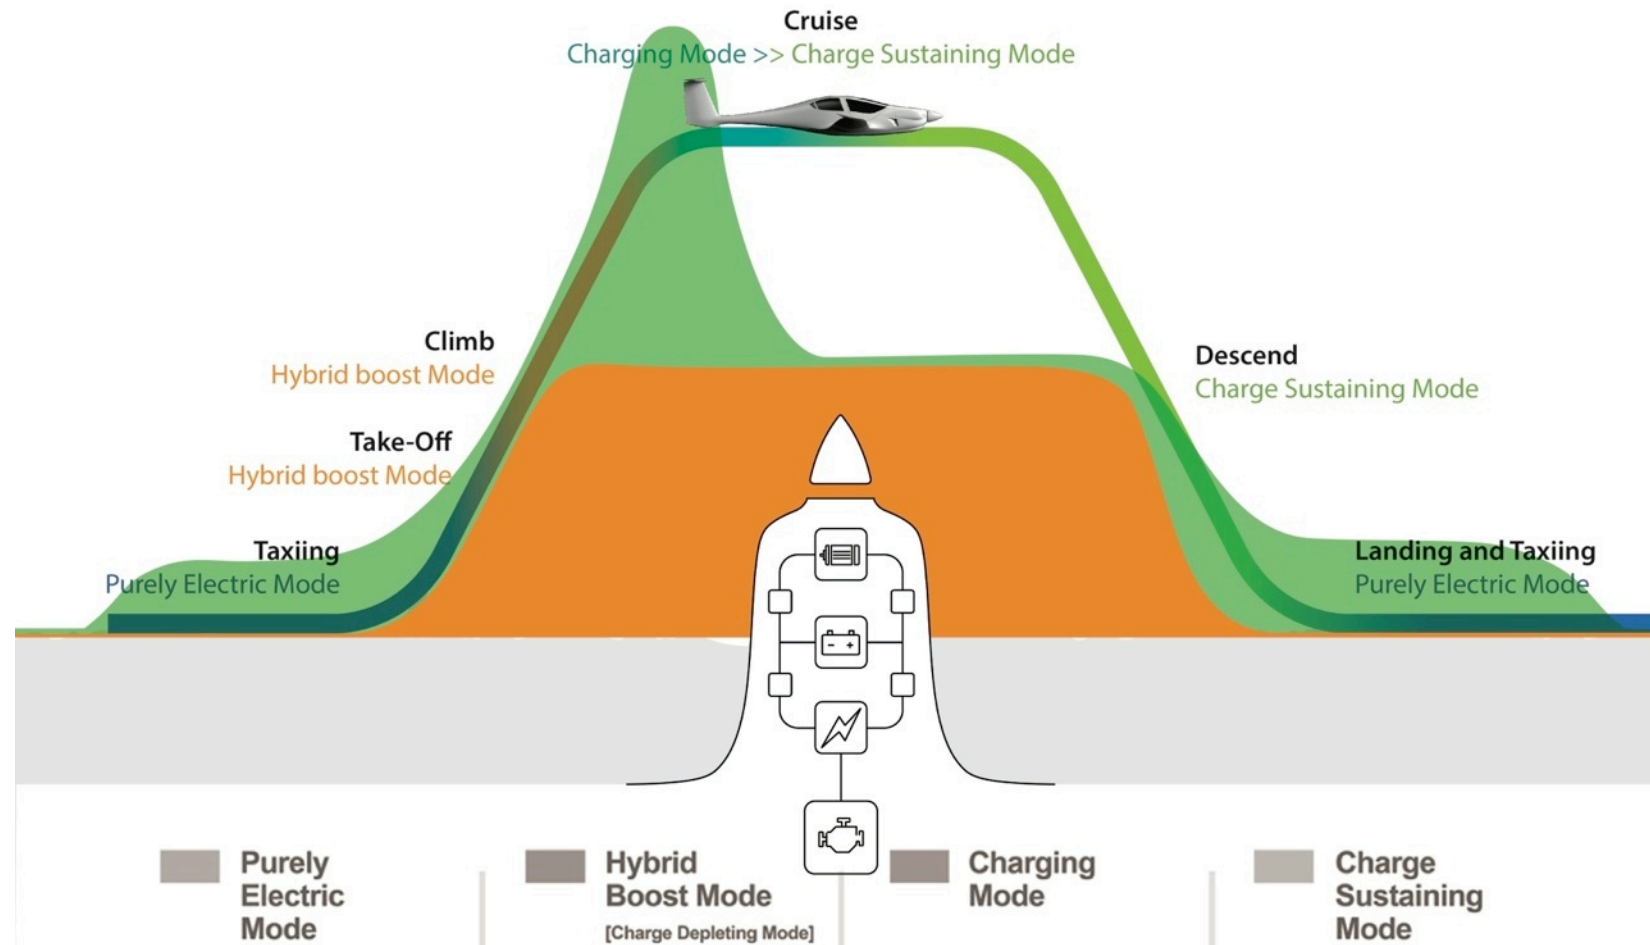 Cruise
Charging Mode >> Charge Sustaining Mode
Climb
Hybrid boost Mode
Descend
Charge Sustaining Mode
Take-Off
Hybrid boost Mode
Taxiing
Purely Electric Mode
Landing and Taxiing
Purely Electric Mode
- +
Purely
Electric
Mode
Hybrid
Boost Mode
[Charge Depleting Mode]
Charging
Mode
Charge
Sustaining
Mode